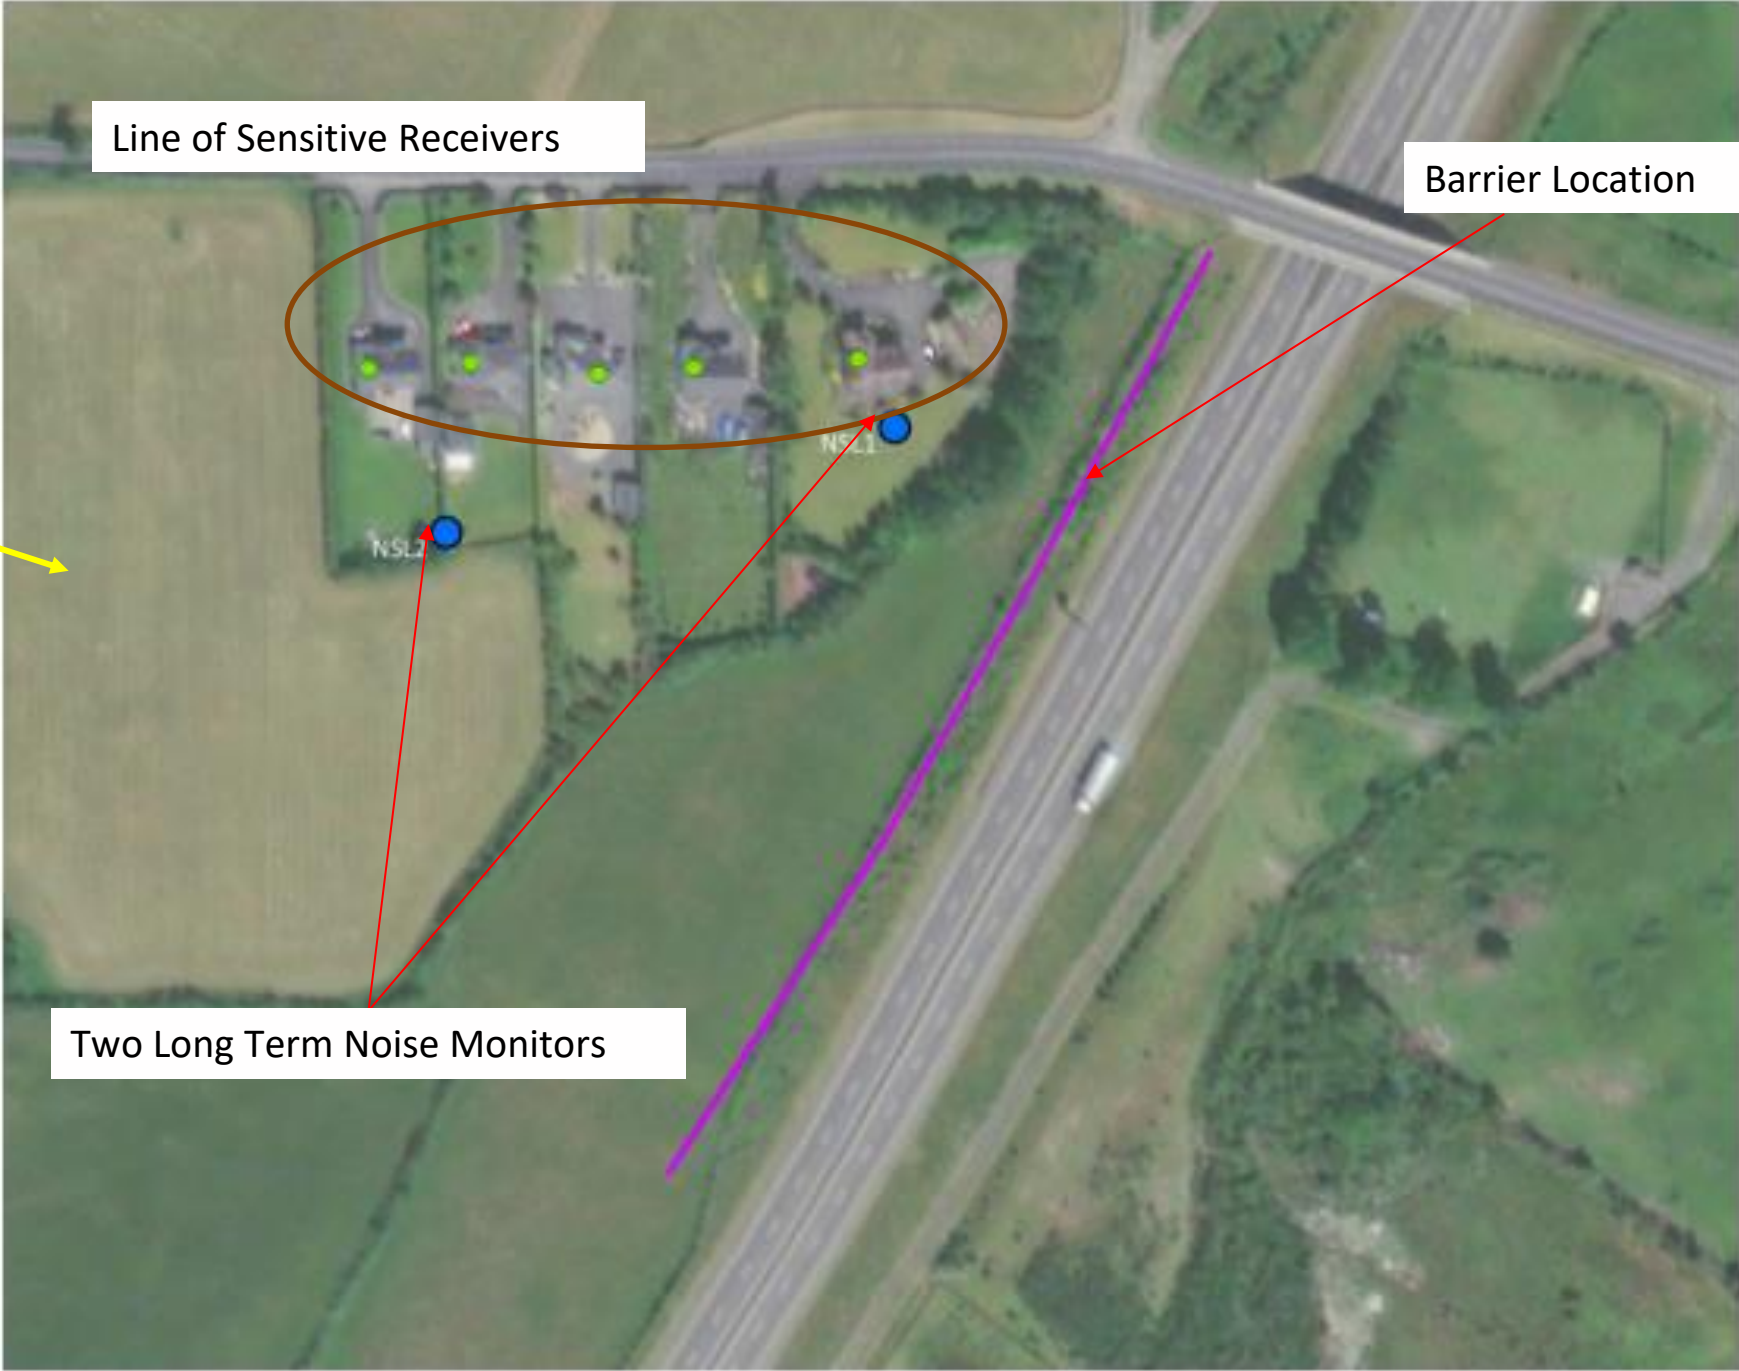 Line of Sensitive Receivers
Barrier Location
NSL1
NSL2
Two Long Term Noise Monitors